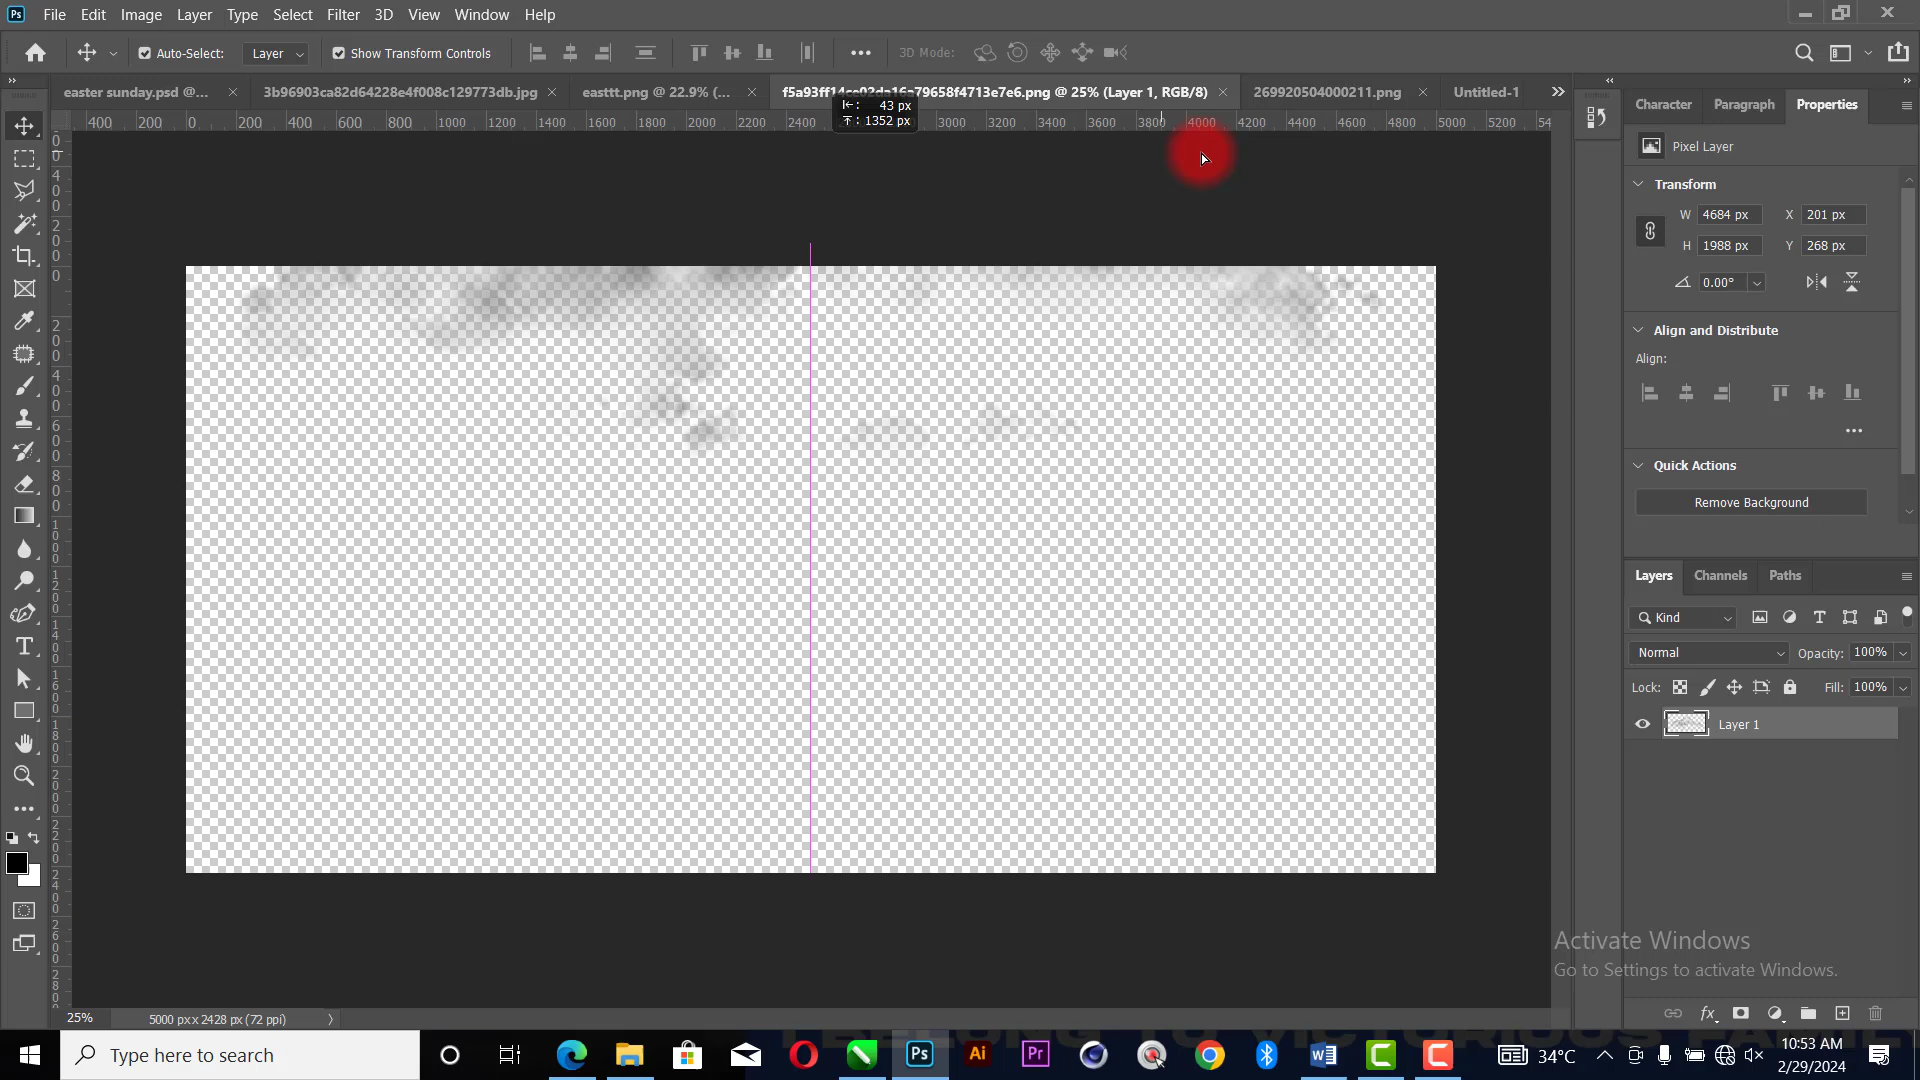 Ps File Edit Image Layer Type Select Filter 3D View Window Help
Auto-Select: Layer Show Transform Controls 3D Mode:
easter sunday.psd @... 3b96903ca82d64228e4f008c129773db.jpg easttt.png @ 22.9% (... @ 25% (Layer 1, RGB/8) 269920504000211.png Untitled-1
43 px
1352 px
400 200 0 200 400 600 800 1000 1200 1400 1600 1800 2000 2200 2400 3000 3200 3400 3600 3800 4000 4200 4400 4600 4800 5000 5200 54
Character Paragraph Properties
Pixel Layer
Transform
W 4684 px X 201 px
H 1988 px Y 268 px
0.00°
Align and Distribute
Align:
Quick Actions
Remove Background
Layers Channels Paths
Kind
Normal Opacity: 100%
Lock: Fill: 100%
Layer 1
Activate Windows
Go to Settings to activate Windows.
25% 5000 px x 2428 px (72 ppi)
Type here to search
Ps Ai Pr
34°C
10:53 AM
2/29/2024